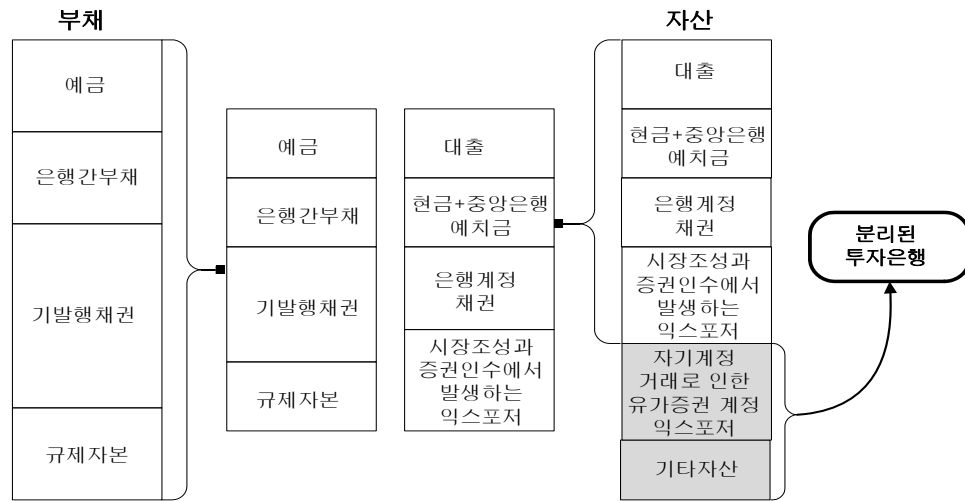 부채
예금
은행간부채
기발행채권
규제자본
예금
은행간부채
기발행채권
규제자본
대출
현금+중앙은행
예치금
은행계정
채권
시장조성과
증권인수에서
발생하는
익스포저
자산
대출
현금+중앙은행
예치금
은행계정
채권
시장조성과
증권인수에서
발생하는
익스포저
자기계정
거래로 인한
유가증권 계정
익스포저
기타자산
분리된
투자은행